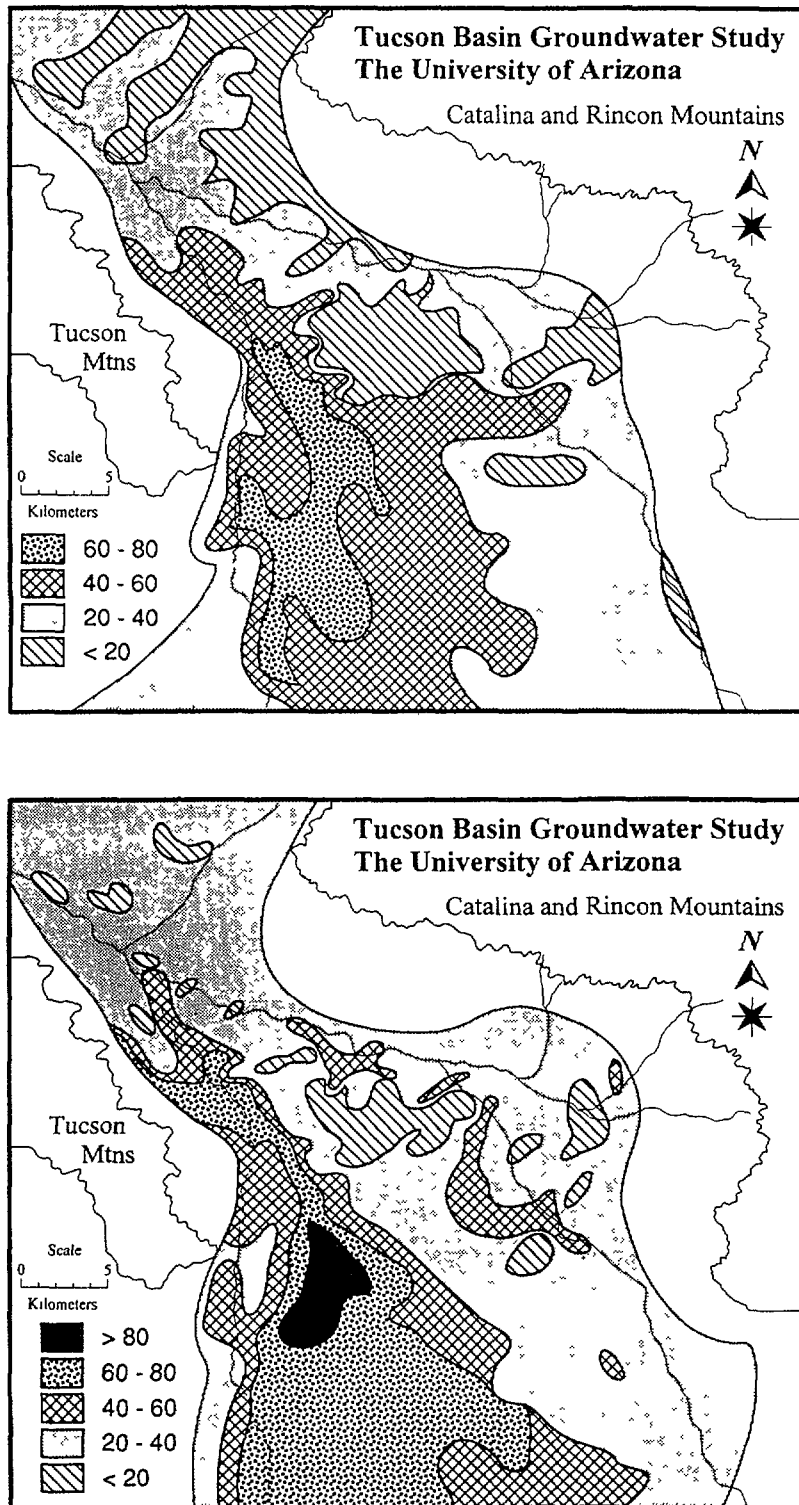 Tucson Basin Groundwater Study
The University of Arizona
Catalina and Rincon Mountains
N
Tucson
Mtns
Scale
0 5
Kilometers
60 - 80
40 - 60
20 - 40
< 20
Tucson Basin Groundwater Study
The University of Arizona
Catalina and Rincon Mountains
N
Tucson
Mtns
Scale
0 5
Kilometers
> 80
60 - 80
40 - 60
20 - 40
< 20